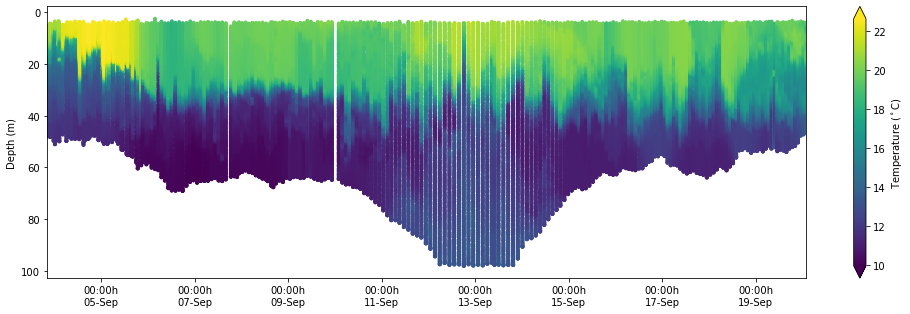 0
20
40
60
80
100
Depth (m)
00:00h
05-Sep
00:00h
07-Sep
00:00h
09-Sep
00:00h
11-Sep
00:00h
13-Sep
00:00h
15-Sep
00:00h
17-Sep
00:00h
19-Sep
22
20
18
16
14
12
10
Temperature (°C)